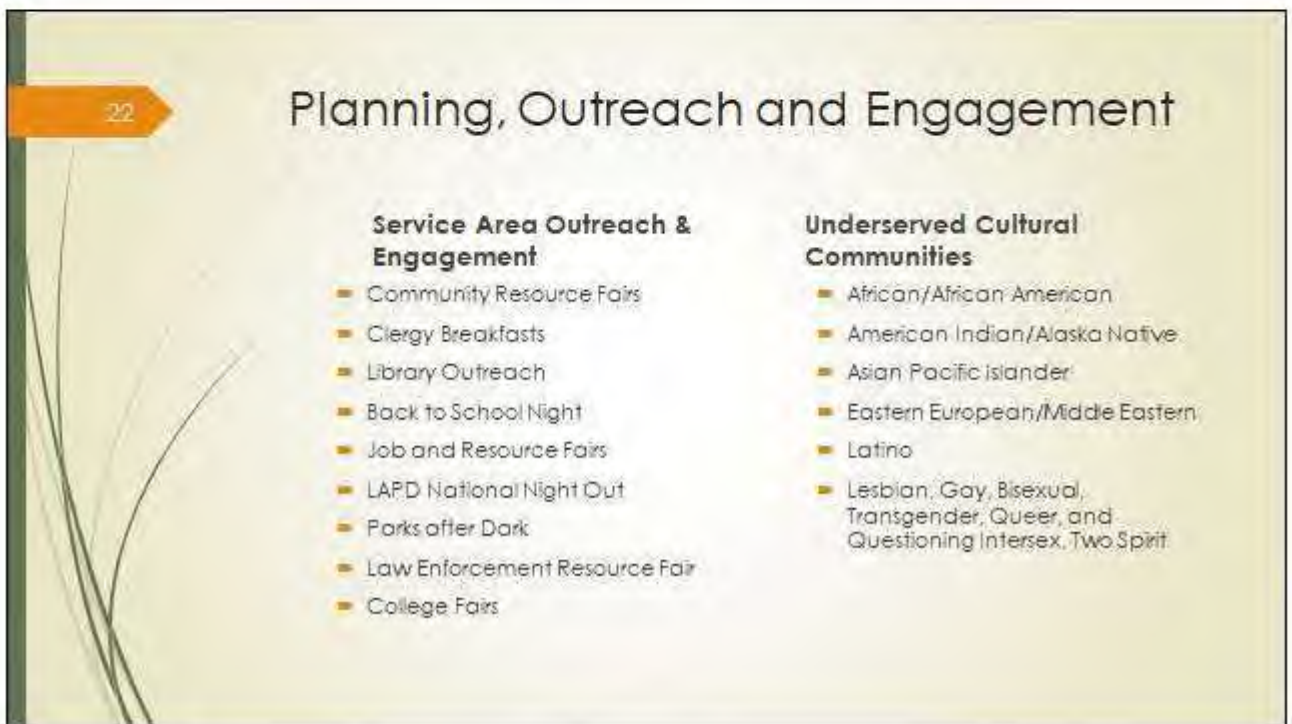 22
Planning, Outreach and Engagement
Service Area Outreach &
Engagement
Community Resource Fairs
Clergy Breakfasts
Library Outreach
Back to School Night
Job and Resource Fairs
LAPD National Night Out
Parks after Dark
Law Enforcement Resource Fair
College Fairs
Underserved Cultural
Communities
African/African American
American Indian/Alaska Native
Asian Pacific Islander
Eastern European/Middle Eastern
Latino
Lesbian, Gay, Bisexual,
Transgender, Queer, and
Questioning Intersex, Two Spirit